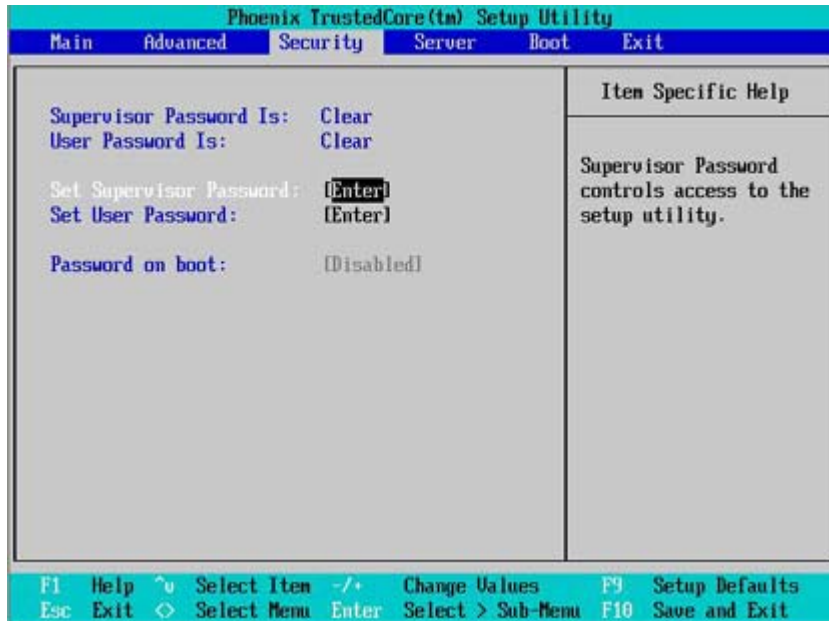 Phoenix TrustedCore(tm) Setup Utility
Main Advanced Security Server Boot Exit
Supervisor Password Is: Clear
User Password Is: Clear
Set Supervisor Password: [Enter]
Set User Password: [Enter]
Password on boot: [Disabled]
Item Specific Help
Supervisor Password
controls access to the
setup utility.
F1 Help ^v Select Item -/+ Change Values F9 Setup Defaults
Esc Exit <> Select Menu Enter Select > Sub-Menu F10 Save and Exit